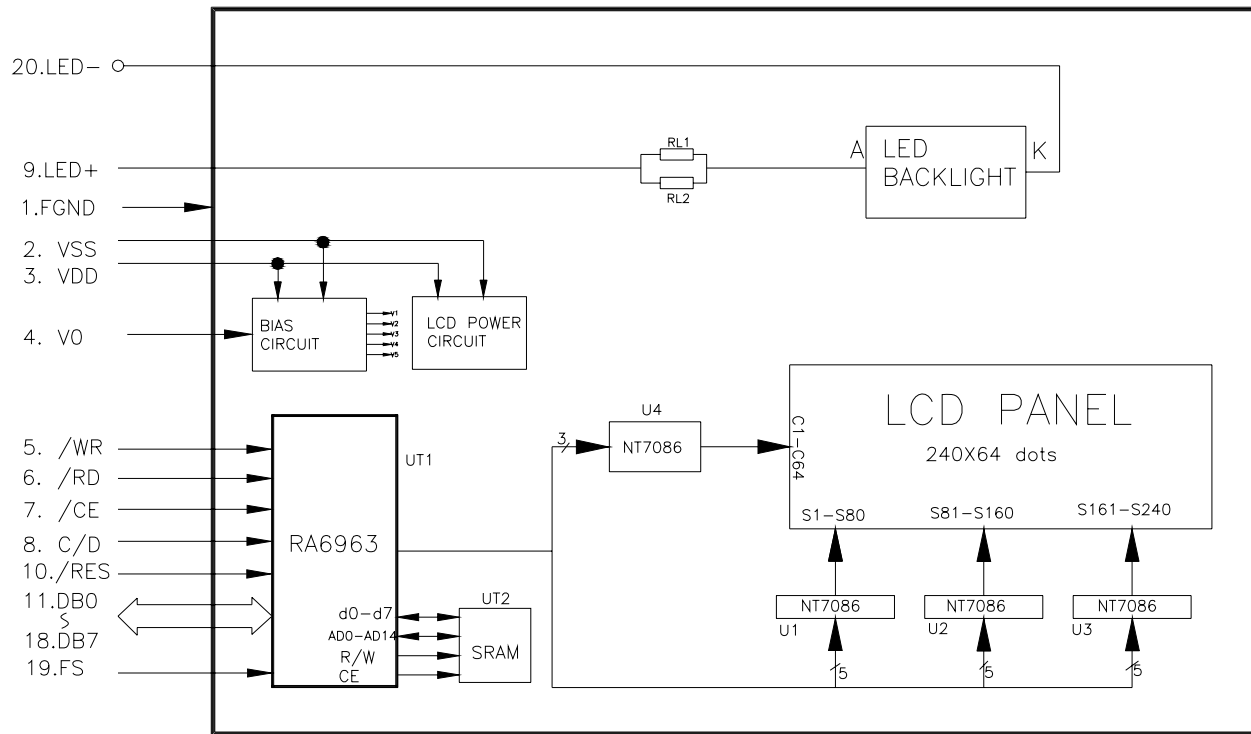 20.LED-
9.LED+
1.FGND
2. VSS
3. VDD
4. V0
5. /WR
6. /RD
7. /CE
8. C/D
10./RES
11.DB0
S
18.DB7
19.FS
RL1
RL2
A
LED
BACKLIGHT
K
BIAS
CIRCUIT
V1
V2
V3
V4
V5
LCD POWER
CIRCUIT
UT1
RA6963
d0-d7
AD0-AD14
R/W
CE
UT2
SRAM
3
U4
NT7086
C1-C64
LCD PANEL
240X64 dots
S1-S80
S81-S160
S161-S240
NT7086
U1
5
NT7086
U2
5
NT7086
U3
5